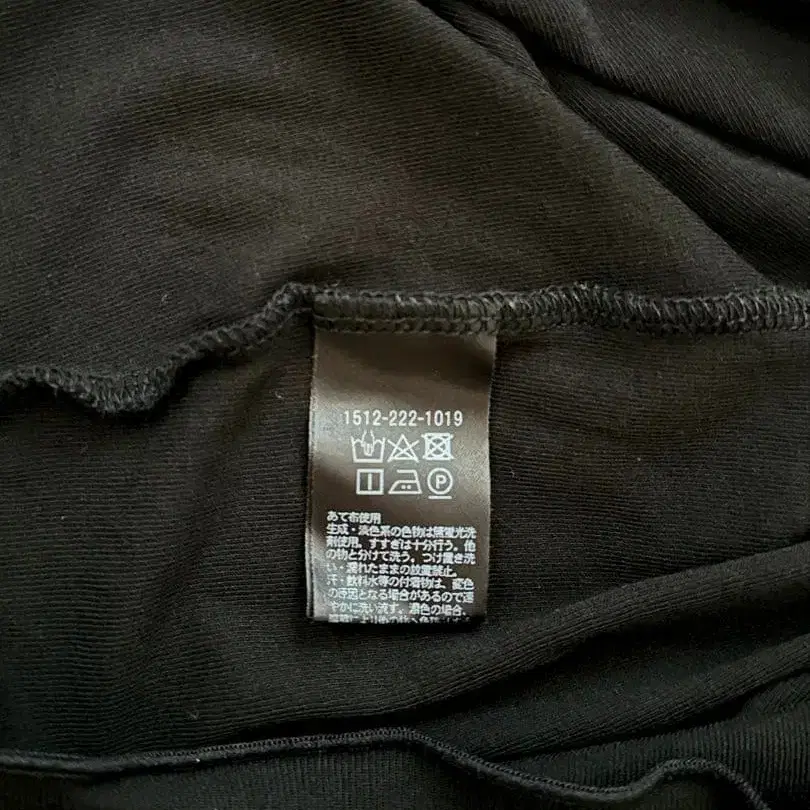 1512-222-1019
P
あて布使用
生成・淡色系の色物は無蛍光洗
剤使用。すすぎは十分行う。他
の物と分けて洗う。つけ置き洗
い・濡れたままの放置禁止。
汗・飲料水等の付着物は、変色
の原因となる場合があるので速
やかに洗い流す。濃色の場合、